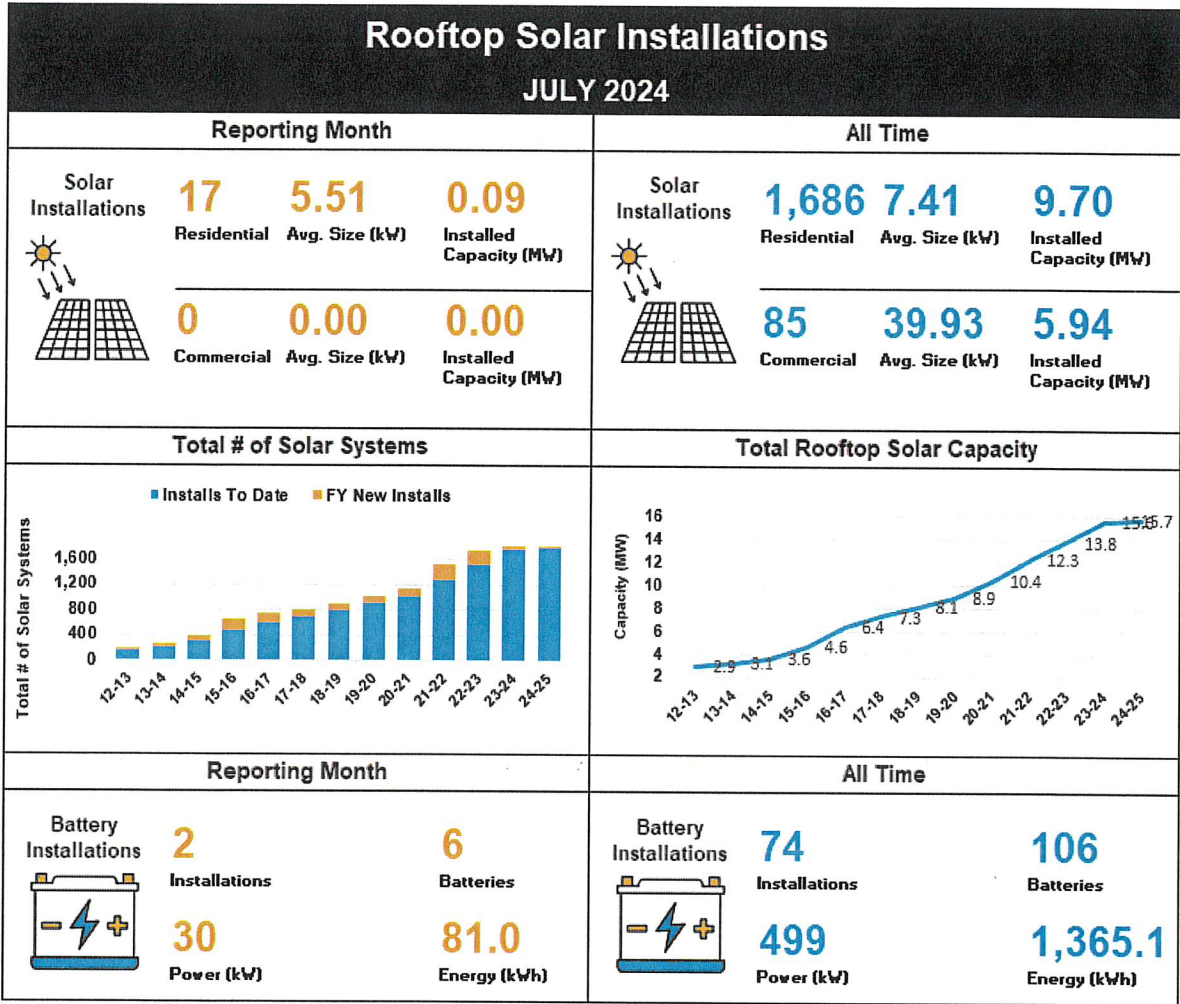 Rooftop Solar Installations
JULY 2024
Reporting Month
Solar
Installations
17
Residential
5.51
Avg. Size (kW)
0.09
Installed
Capacity (MW)
0
Commercial
0.00
Avg. Size (kW)
0.00
Installed
Capacity (MW)
All Time
Solar
Installations
1,686
Residential
7.41
Avg. Size (kW)
9.70
Installed
Capacity (MW)
85
Commercial
39.93
Avg. Size (kW)
5.94
Installed
Capacity (MW)
Total # of Solar Systems
Installs To Date
FY New Installs
Total # of Solar Systems
1,600
1,200
800
400
0
12-13
13-14
14-15
15-16
16-17
17-18
18-19
19-20
20-21
21-22
22-23
23-24
24-25
Total Rooftop Solar Capacity
Capacity (MW)
16
14
12
10
8
6
4
2
2.9
3.1
3.6
4.6
6.4
7.3
8.1
8.9
10.4
12.3
13.8
15.7
12-13
13-14
14-15
15-16
16-17
17-18
18-19
19-20
20-21
21-22
22-23
23-24
24-25
Reporting Month
Battery
Installations
2
Installations
6
Batteries
30
Power (kW)
81.0
Energy (kWh)
All Time
Battery
Installations
74
Installations
106
Batteries
499
Power (kW)
1,365.1
Energy (kWh)